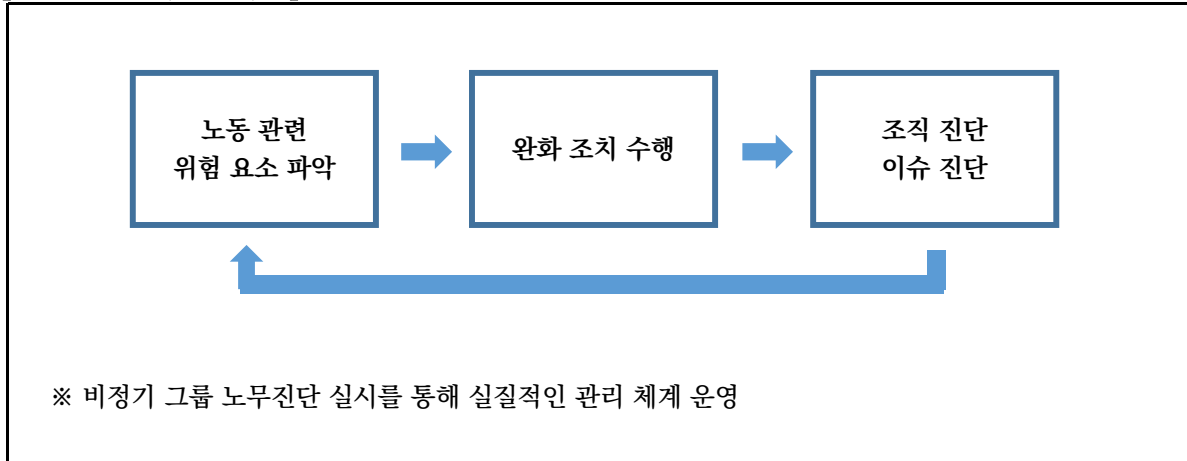 노동 관련
위험 요소 파악
완화 조치 수행
조직 진단
이슈 진단
※ 비정기 그룹 노무진단 실시를 통해 실질적인 관리 체계 운영